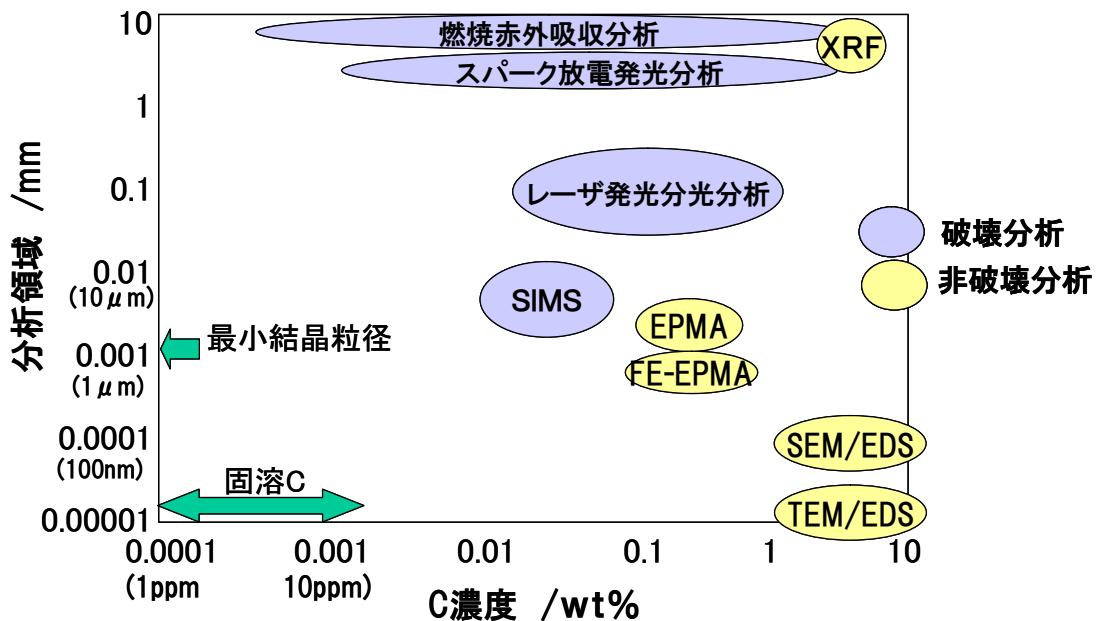 10
燃焼赤外吸収分析
XRF
スパーク放電発光分析
1
分析領域 /mm
0.1
レーザ発光分光分析
破壊分析
0.01
(10μm)
非破壊分析
SIMS
EPMA
最小結晶粒径
0.001
(1μm)
FE-EPMA
0.0001
(100nm)
SEM/EDS
固溶C
0.00001
TEM/EDS
0.0001 0.001 0.01 0.1 1 10
(1ppm 10ppm)
C濃度 /wt%